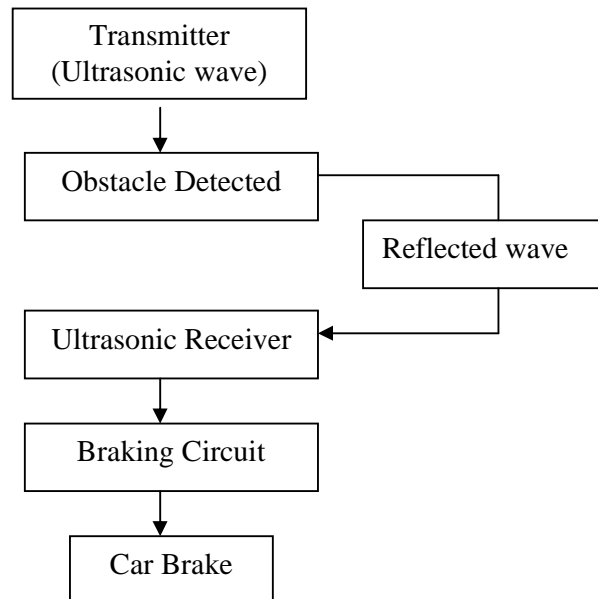 Transmitter
(Ultrasonic wave)
Obstacle Detected
Reflected wave
Ultrasonic Receiver
Braking Circuit
Car Brake